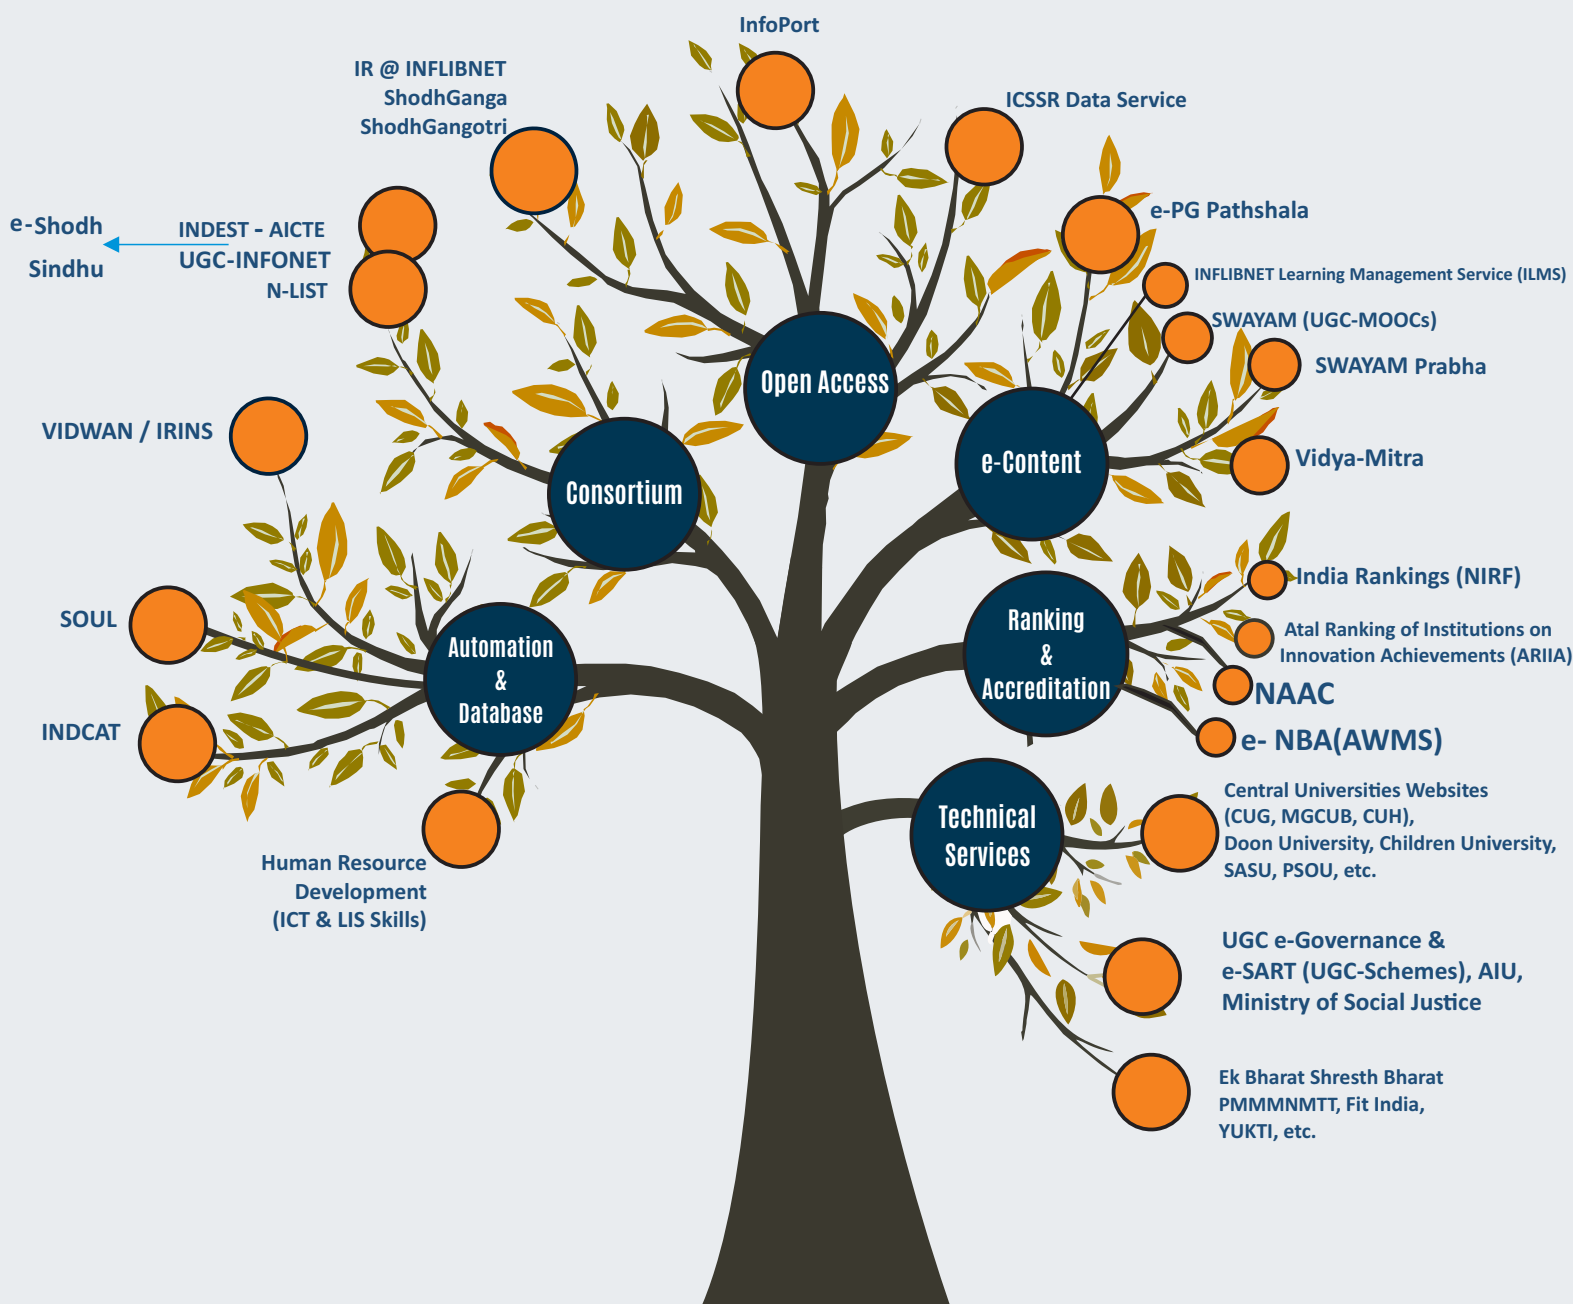 InfoPort
IR @ INFLIBNET
ShodhGanga
ShodhGangotri
ICSSR Data Service
e-Shodh
Sindhu
INDEST - AICTE
UGC-INFONET
N-LIST
e-PG Pathshala
INFLIBNET Learning Management Service (ILMS)
SWAYAM (UGC-MOOCs)
SWAYAM Prabha
Vidya-Mitra
Open Access
e-Content
Consortium
VIDWAN / IRINS
SOUL
INDCAT
Automation
&
Database
Human Resource
Development
(ICT & LIS Skills)
Ranking
&
Accreditation
India Rankings (NIRF)
Atal Ranking of Institutions on
Innovation Achievements (ARIIA)
NAAC
e- NBA(AWMS)
Technical
Services
Central Universities Websites
(CUG, MGCUB, CUH),
Doon University, Children University,
SASU, PSOU, etc.
UGC e-Governance &
e-SART (UGC-Schemes), AIU,
Ministry of Social Justice
Ek Bharat Shresth Bharat
PMMMNMTT, Fit India,
YUKTI, etc.